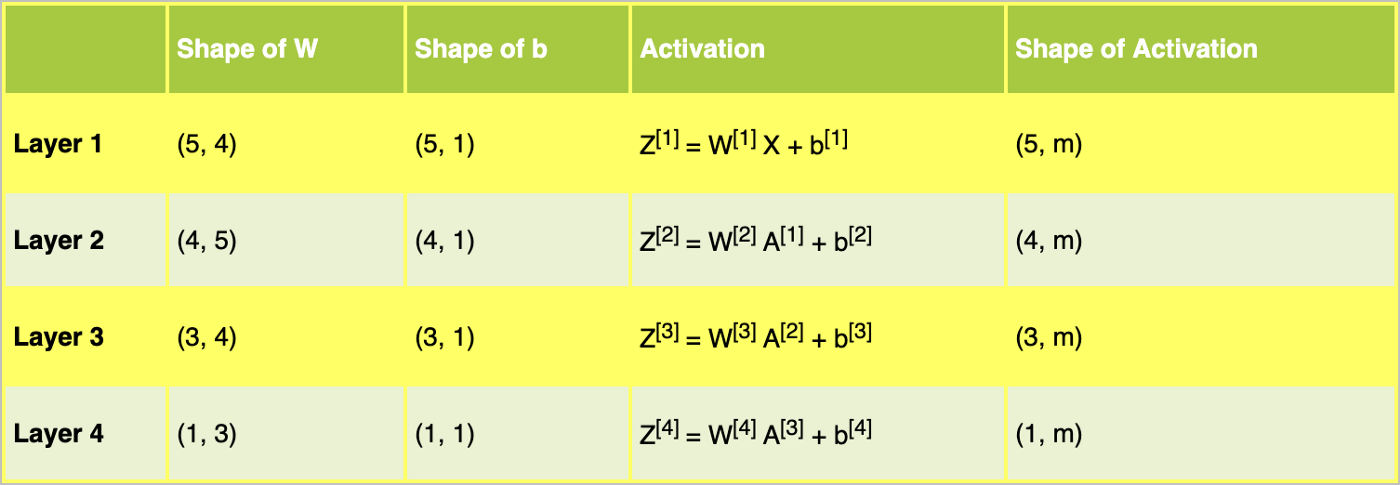 Shape of W Shape of b Activation Shape of Activation
Layer 1 (5, 4) (5, 1) Z[1] = W[1] X + b[1] (5, m)
Layer 2 (4, 5) (4, 1) Z[2] = W[2] A[1] + b[2] (4, m)
Layer 3 (3, 4) (3, 1) Z[3] = W[3] A[2] + b[3] (3, m)
Layer 4 (1, 3) (1, 1) Z[4] = W[4] A[3] + b[4] (1, m)